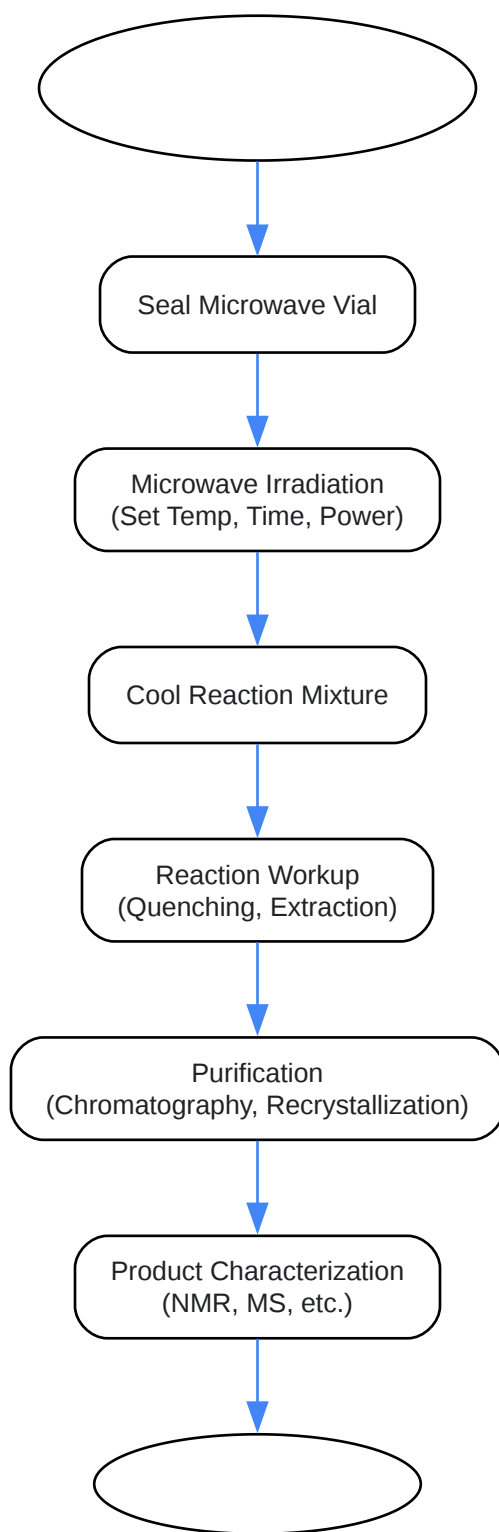 Seal Microwave Vial
Microwave Irradiation
(Set Temp, Time, Power)
Cool Reaction Mixture
Reaction Workup
(Quenching, Extraction)
Purification
(Chromatography, Recrystallization)
Product Characterization
(NMR, MS, etc.)